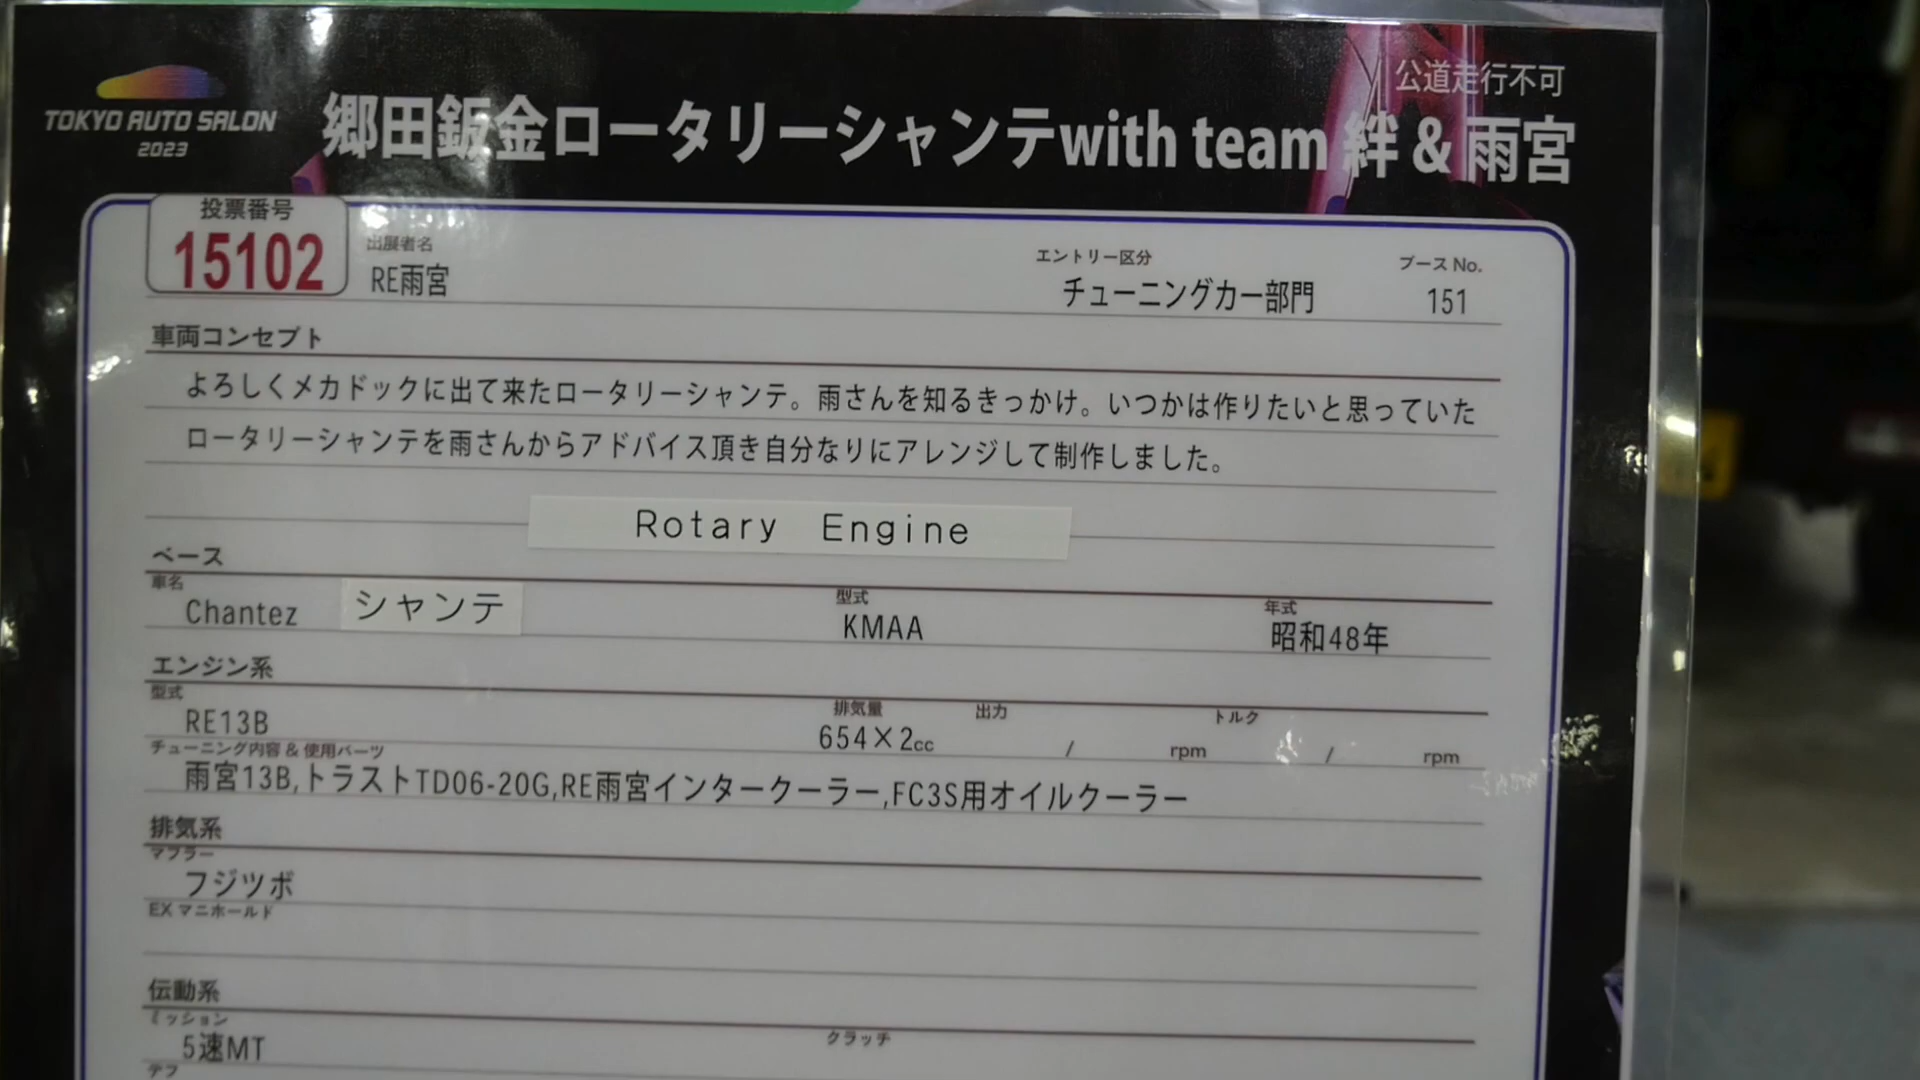 公道走行不可
TOKYO AUTO SALON
2023
郷田鈑金ロータリーシャンテwith team 絆 & 雨宮
投票番号
15102
出展者名
RE雨宮
エントリー区分
チューニングカー部門
ブース No.
151
車両コンセプト
よろしくメカドックに出て来たロータリーシャンテ。雨さんを知るきっかけ。いつかは作りたいと思っていた
ロータリーシャンテを雨さんからアドバイス頂き自分なりにアレンジして制作しました。
Rotary Engine
ベース
車名
Chantez シャンテ
型式
KMAA
年式
昭和48年
エンジン系
型式
RE13B
排気量
654×2cc
出力
/ rpm
トルク
/ rpm
チューニング内容 & 使用パーツ
雨宮13B,トラストTD06-20G,RE雨宮インタークーラー,FC3S用オイルクーラー
排気系
マフラー
フジツボ
EX マニホールド
伝動系
ミッション
5速MT
クラッチ
デフ